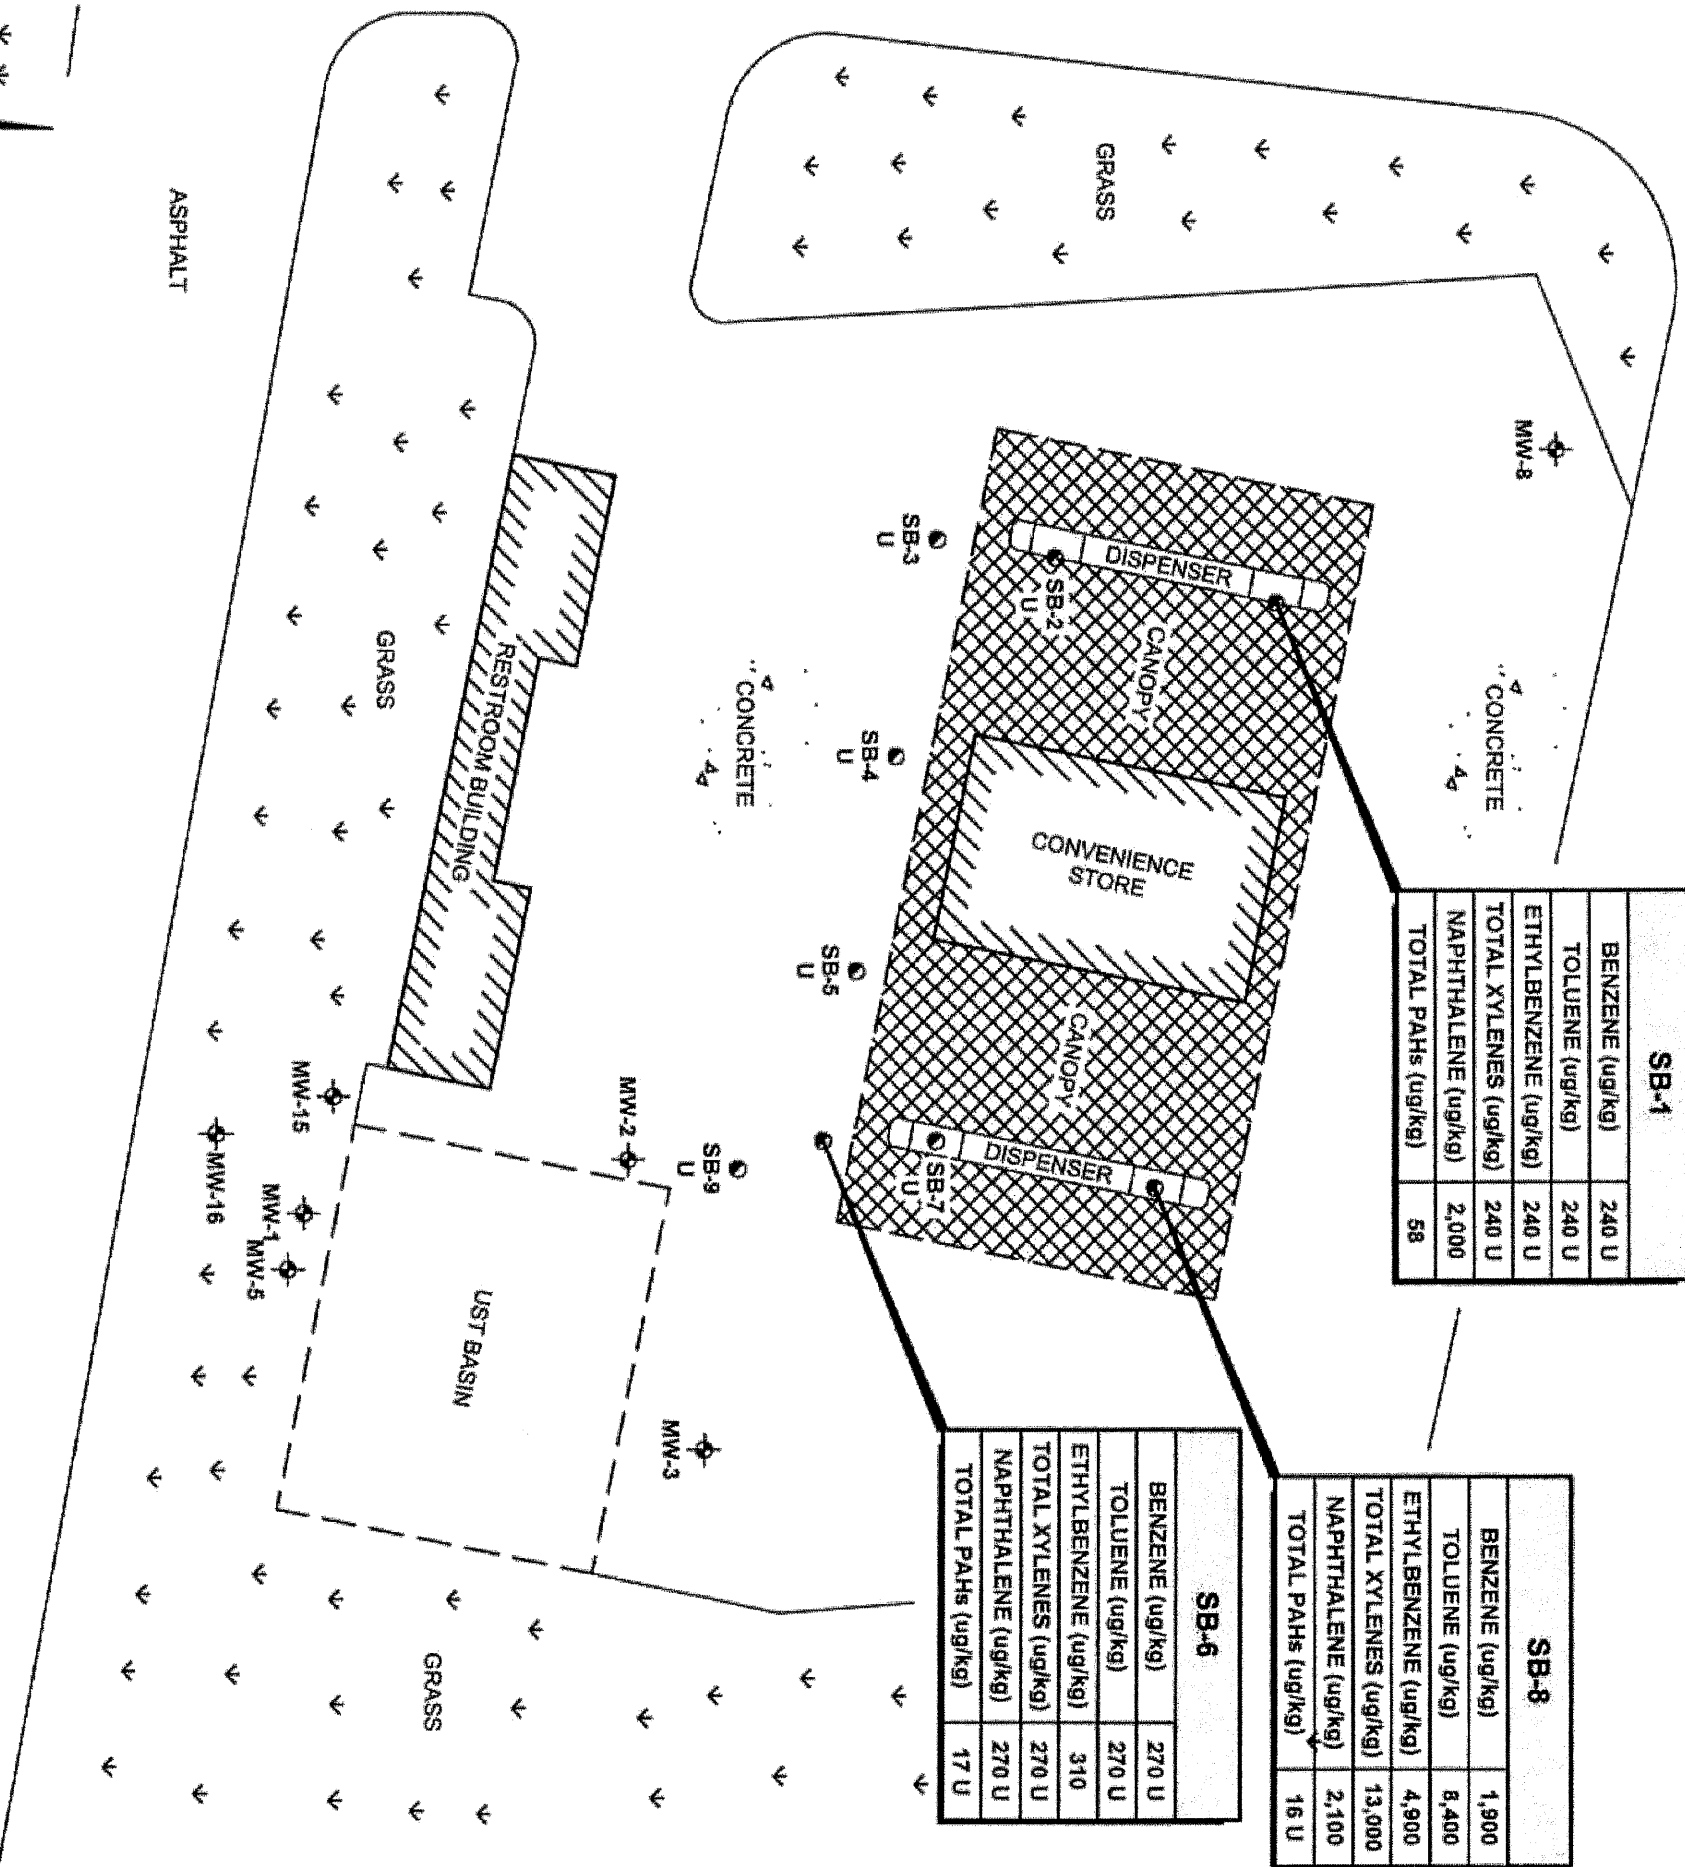 SB-1
BENZENE (ug/kg) 240 U
TOLUENE (ug/kg) 240 U
ETHYLBENZENE (ug/kg) 240 U
TOTAL XYLENES (ug/kg) 240 U
NAPHTHALENE (ug/kg) 2,000
TOTAL PAHs (ug/kg) 58
SB-8
BENZENE (ug/kg) 1,900
TOLUENE (ug/kg) 8,400
ETHYLBENZENE (ug/kg) 4,900
TOTAL XYLENES (ug/kg) 13,000
NAPHTHALENE (ug/kg) 2,100
TOTAL PAHs (ug/kg) 16 U
SB-6
BENZENE (ug/kg) 270 U
TOLUENE (ug/kg) 270 U
ETHYLBENZENE (ug/kg) 310
TOTAL XYLENES (ug/kg) 270 U
NAPHTHALENE (ug/kg) 270 U
TOTAL PAHs (ug/kg) 17 U
MW-8
CONCRETE
GRASS
DISPENSER
CANOPY
SB-2
U
CONVENIENCE
STORE
CANOPY
DISPENSER
SB-7
U
SB-3
U
SB-4
U
SB-5
U
SB-9
U
CONCRETE
MW-2
MW-3
RESTROOM BUILDING
UST BASIN
GRASS
GRASS
MW-15
MW-16
MW-1
MW-5
ASPHALT